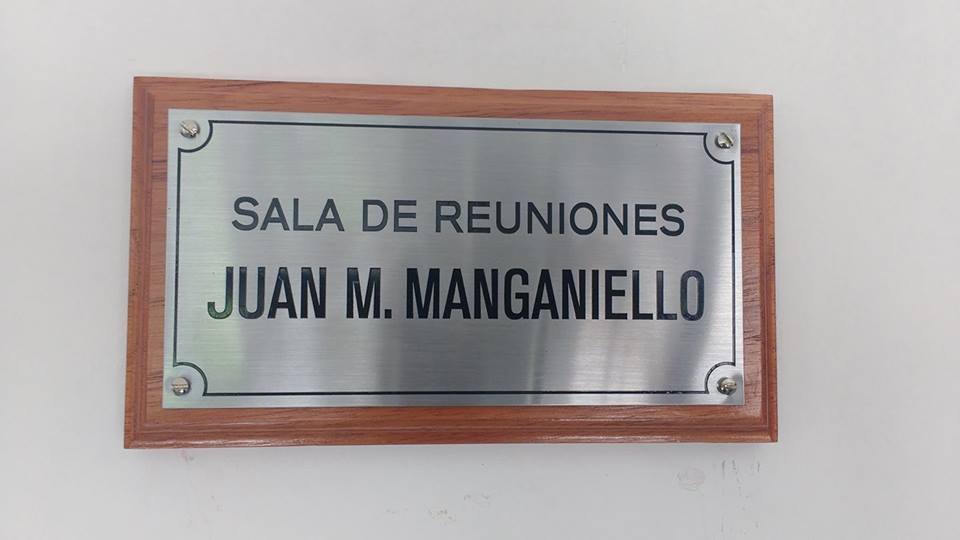 SALA DE REUNIONES
JUAN M. MANGANIELLO